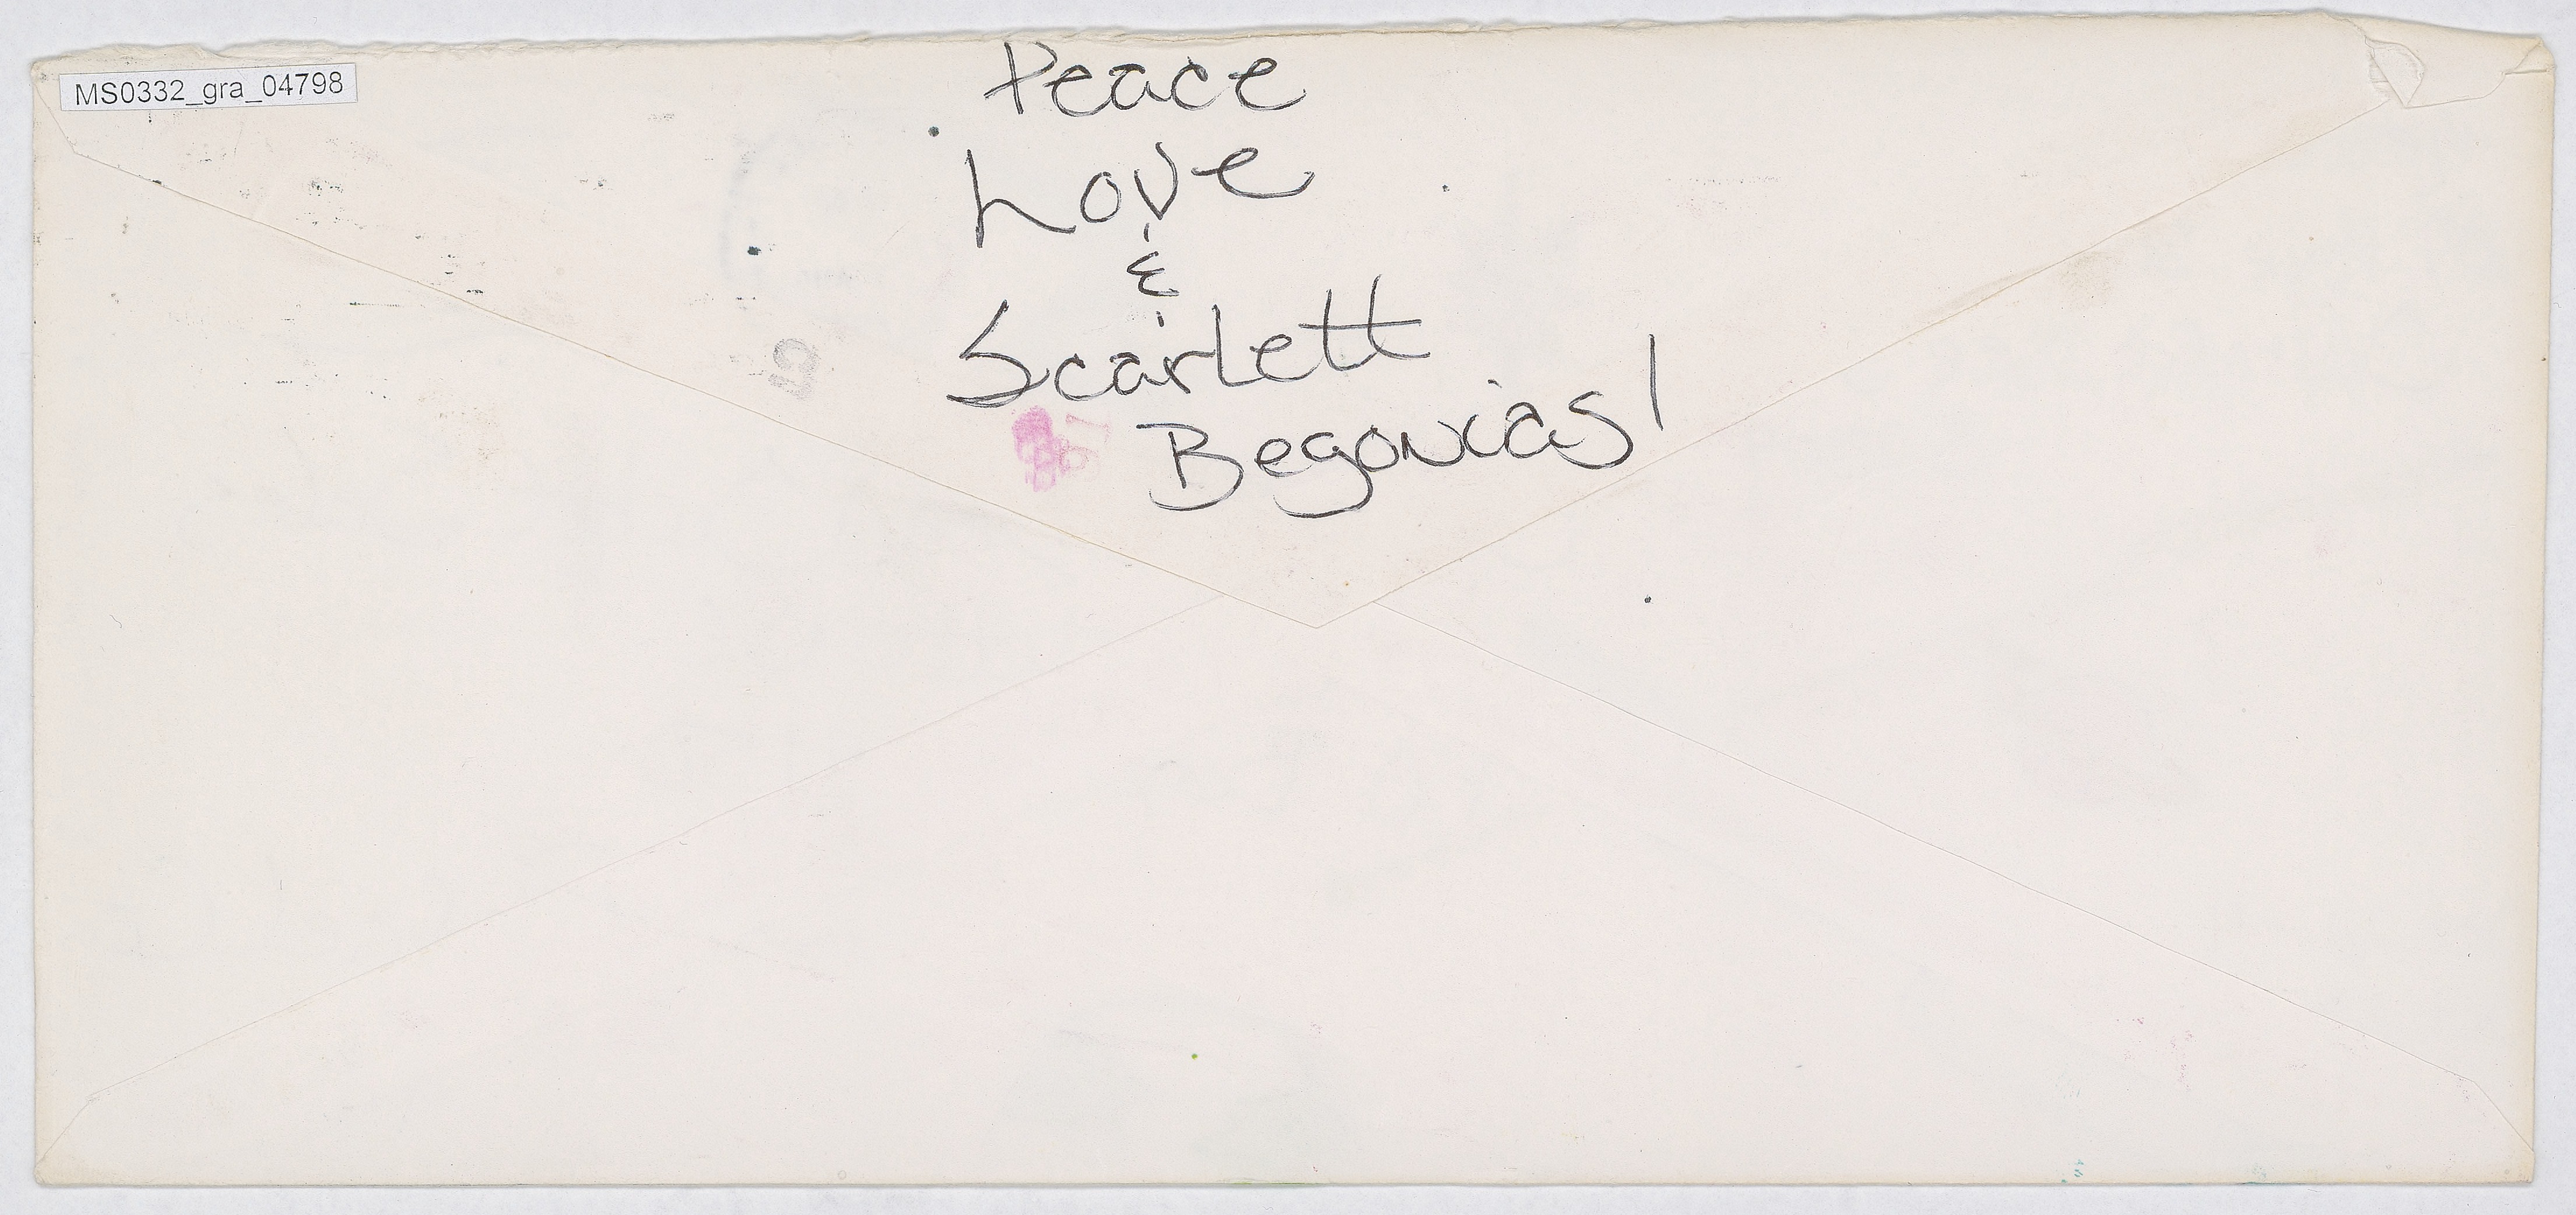 MS0332_gra_04798
Peace
Love
&
Scarlett
Begonias!